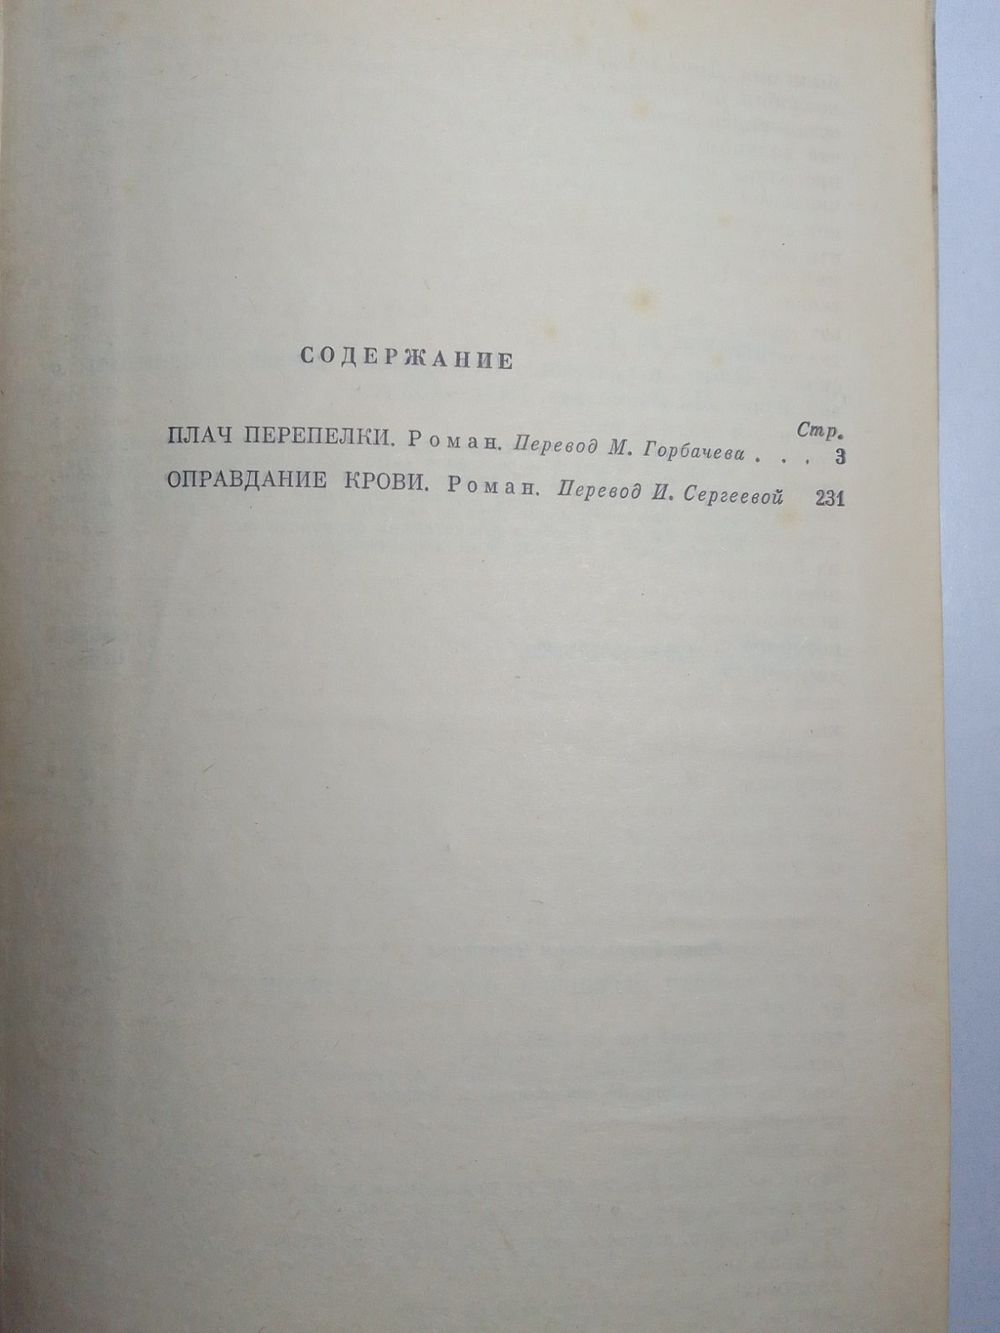 СОДЕРЖАНИЕ
Стр.
ПЛАЧ ПЕРЕПЕЛКИ. Роман. Перевод М. Горбачева . . . 3
ОПРАВДАНИЕ КРОВИ. Роман. Перевод И. Сергеевой 231